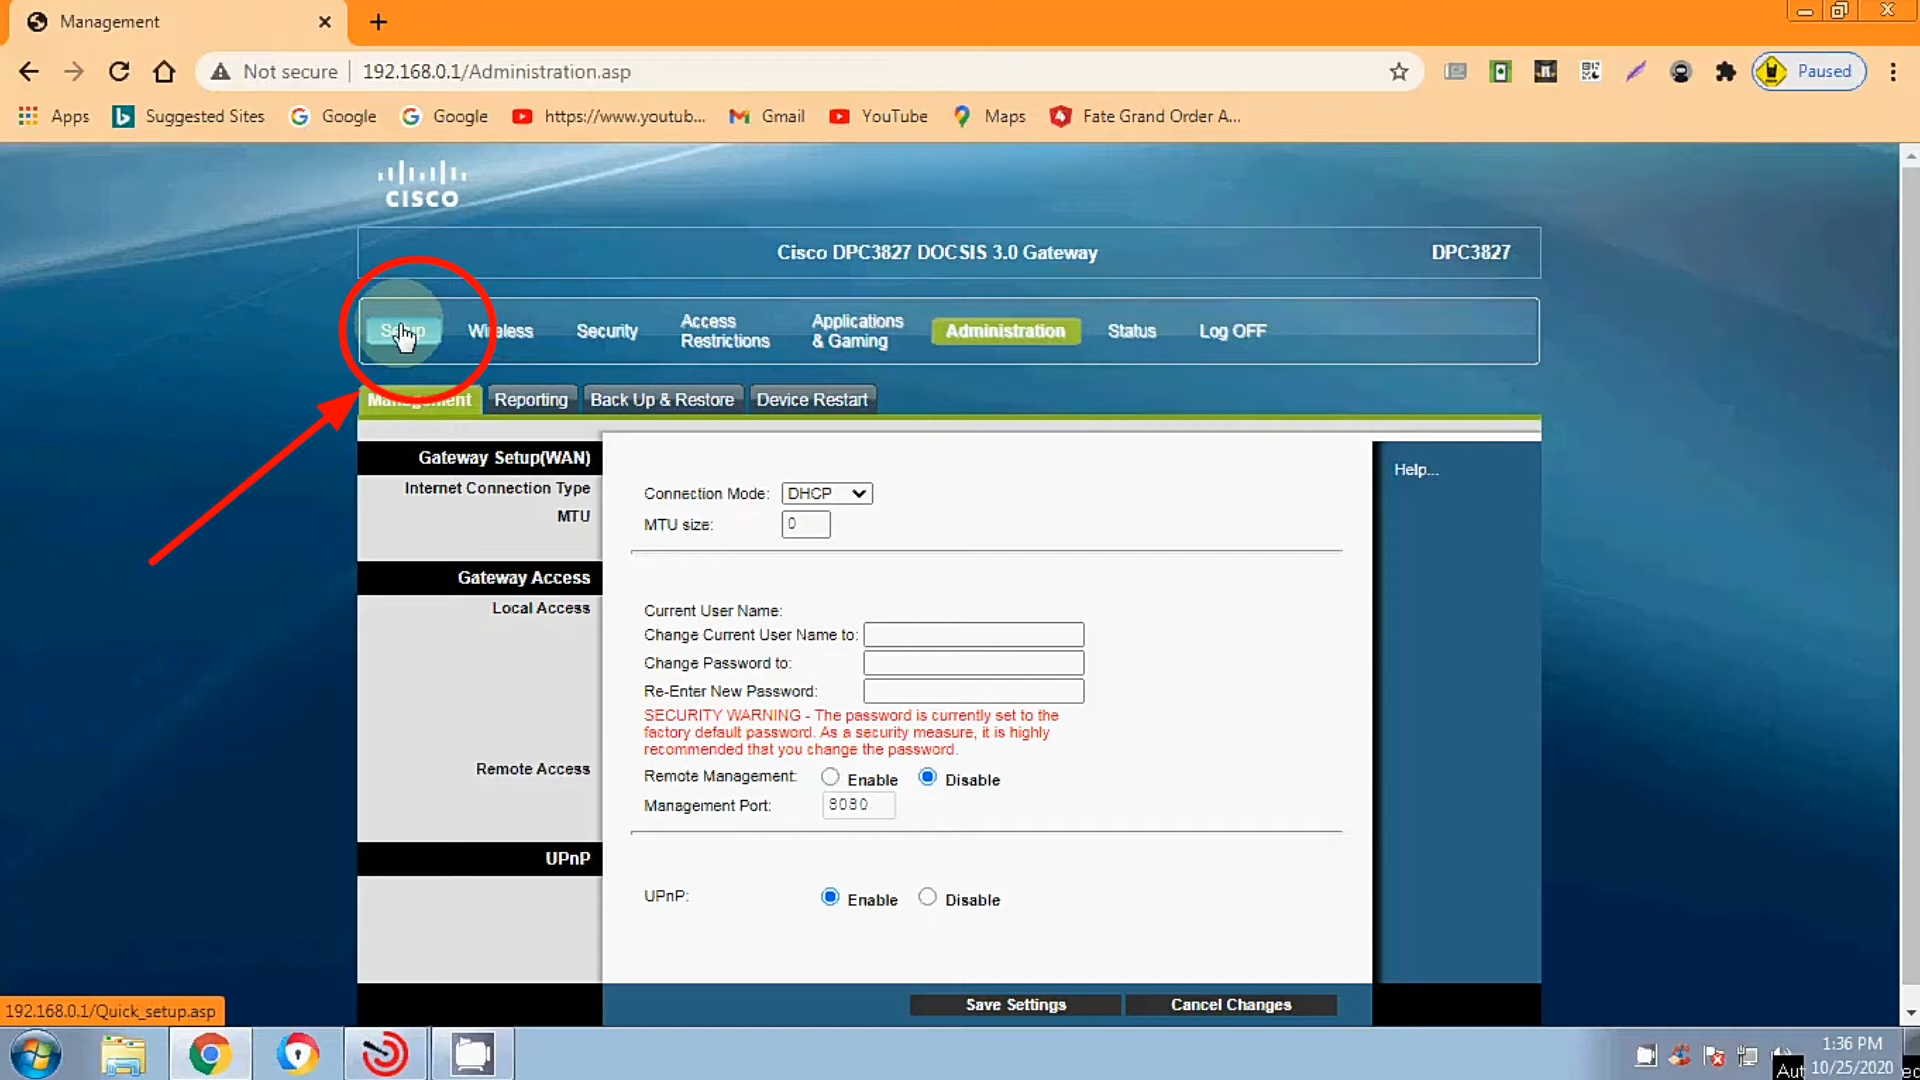 Management
Not secure
192.168.0.1/Administration.asp
Paused
Apps
Suggested Sites
Google
Google
https://www.youtub...
Gmail
YouTube
Maps
Fate Grand Order A...
CISCO
Cisco DPC3827 DOCSIS 3.0 Gateway
DPC3827
Setup
Wireless
Security
Access
Restrictions
Applications
& Gaming
Administration
Status
Log OFF
Management
Reporting
Back Up & Restore
Device Restart
Gateway Setup(WAN)
Internet Connection Type
MTU
Connection Mode: DHCP
MTU size: 0
Help...
Gateway Access
Local Access
Current User Name:
Change Current User Name to:
Change Password to:
Re-Enter New Password:
SECURITY WARNING - The password is currently set to the
factory default password. As a security measure, it is highly
recommended that you change the password.
Remote Access
Remote Management: Enable Disable
Management Port: 8080
UPnP
UPnP: Enable Disable
Save Settings
Cancel Changes
192.168.0.1/Quick_setup.asp
1:36 PM
10/25/2020